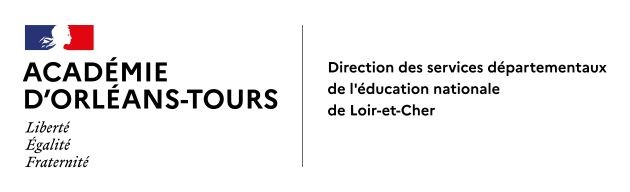 ACADÉMIE
D'ORLÉANS-TOURS
Liberté
Égalité
Fraternité
Direction des services départementaux
de l'éducation nationale
de Loir-et-Cher